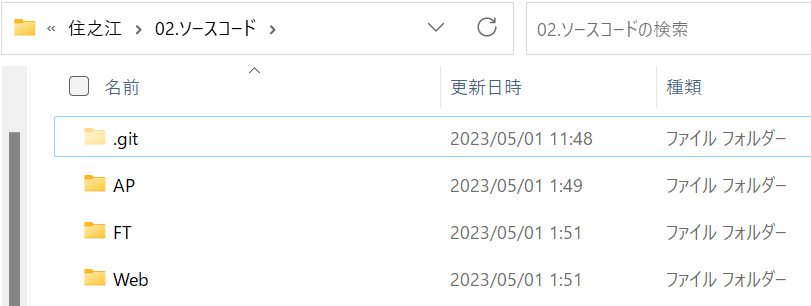 « 住之江 › 02.ソースコード › 02.ソースコードの検索
名前 更新日時 種類
.git 2023/05/01 11:48 ファイル フォルダー
AP 2023/05/01 1:49 ファイル フォルダー
FT 2023/05/01 1:51 ファイル フォルダー
Web 2023/05/01 1:51 ファイル フォルダー